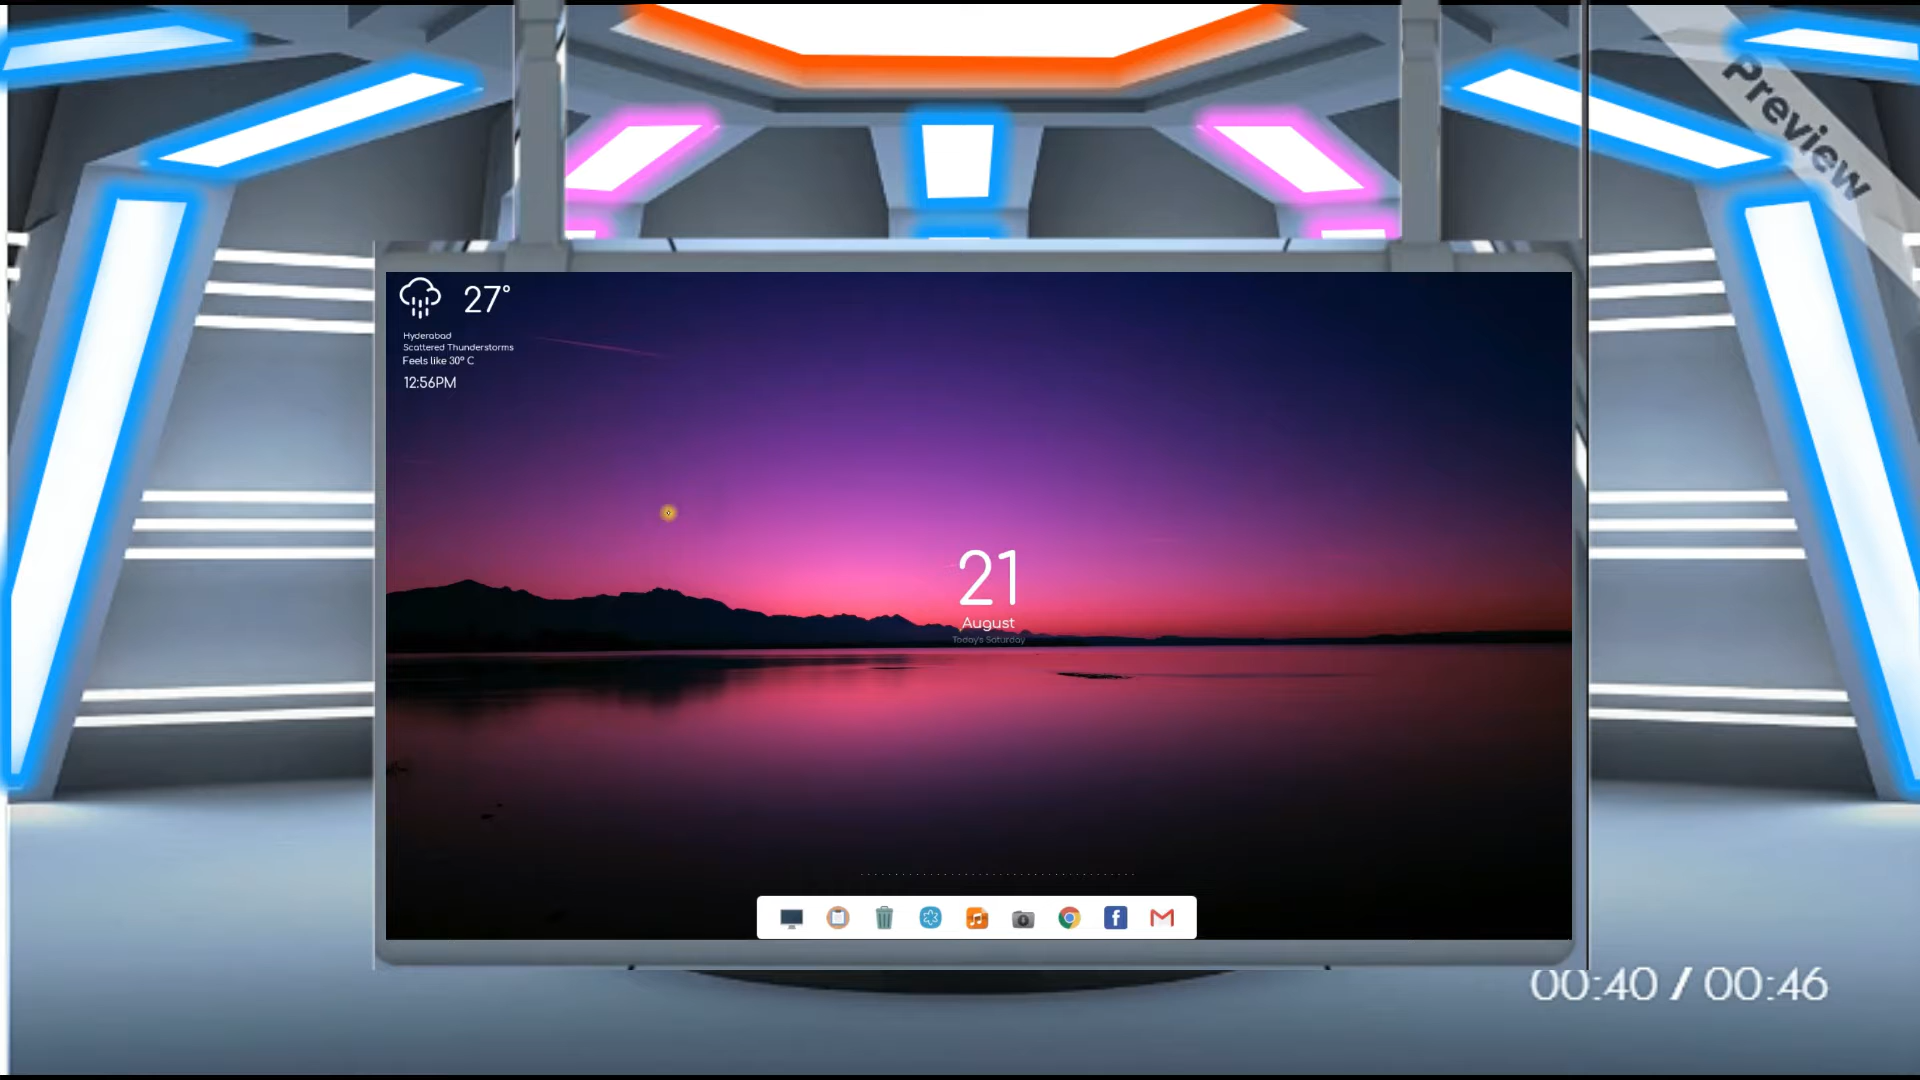 Preview
27°
Hyderabad
Scattered Thunderstorms
Feels like 30° C
12:56PM
21
August
Today's Saturday
00:40 / 00:46